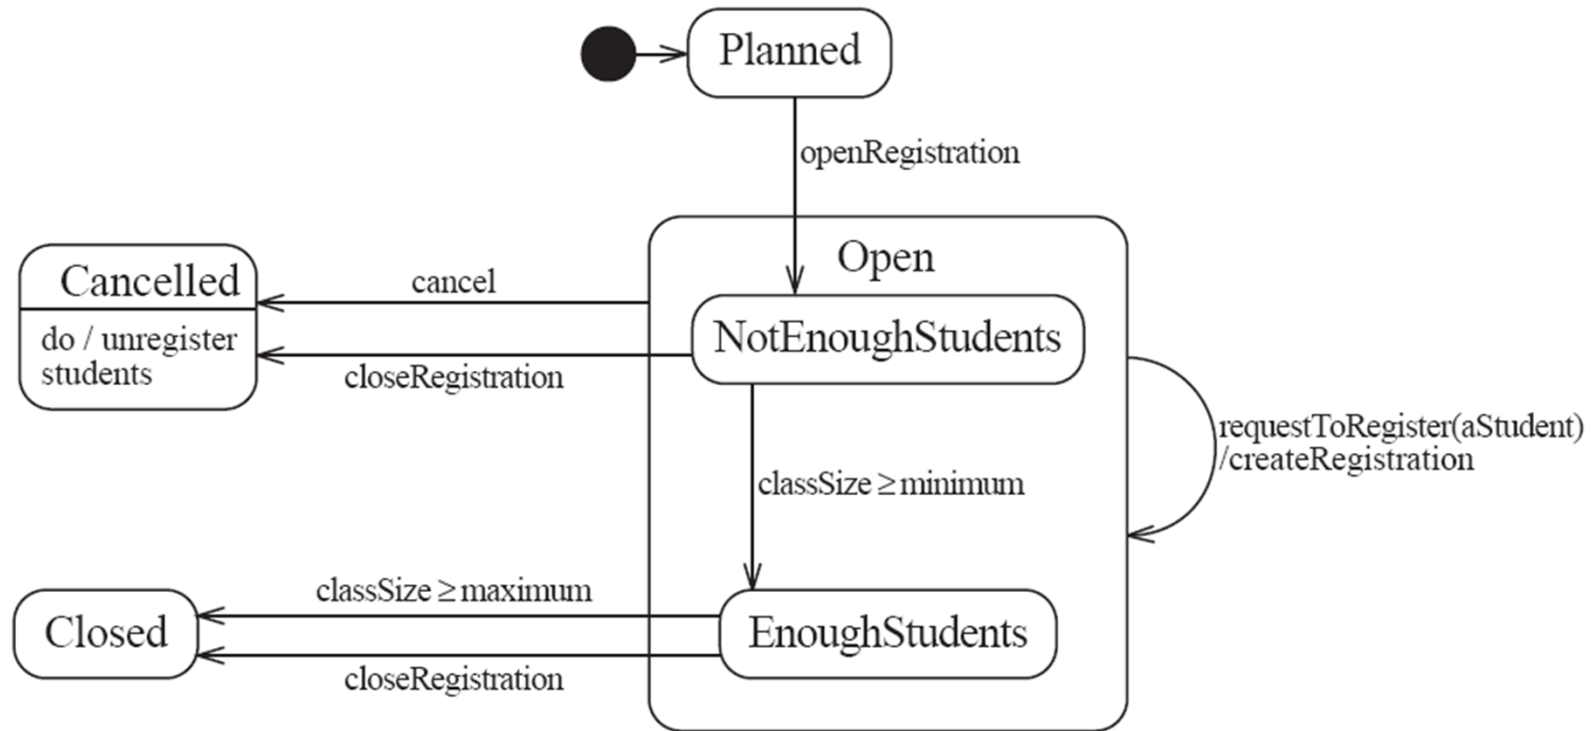 Planned
openRegistration
Open
Cancelled
cancel
do / unregister
students
NotEnoughStudents
closeRegistration
requestToRegister(aStudent)
/createRegistration
classSize ≥ minimum
classSize ≥ maximum
Closed
EnoughStudents
closeRegistration